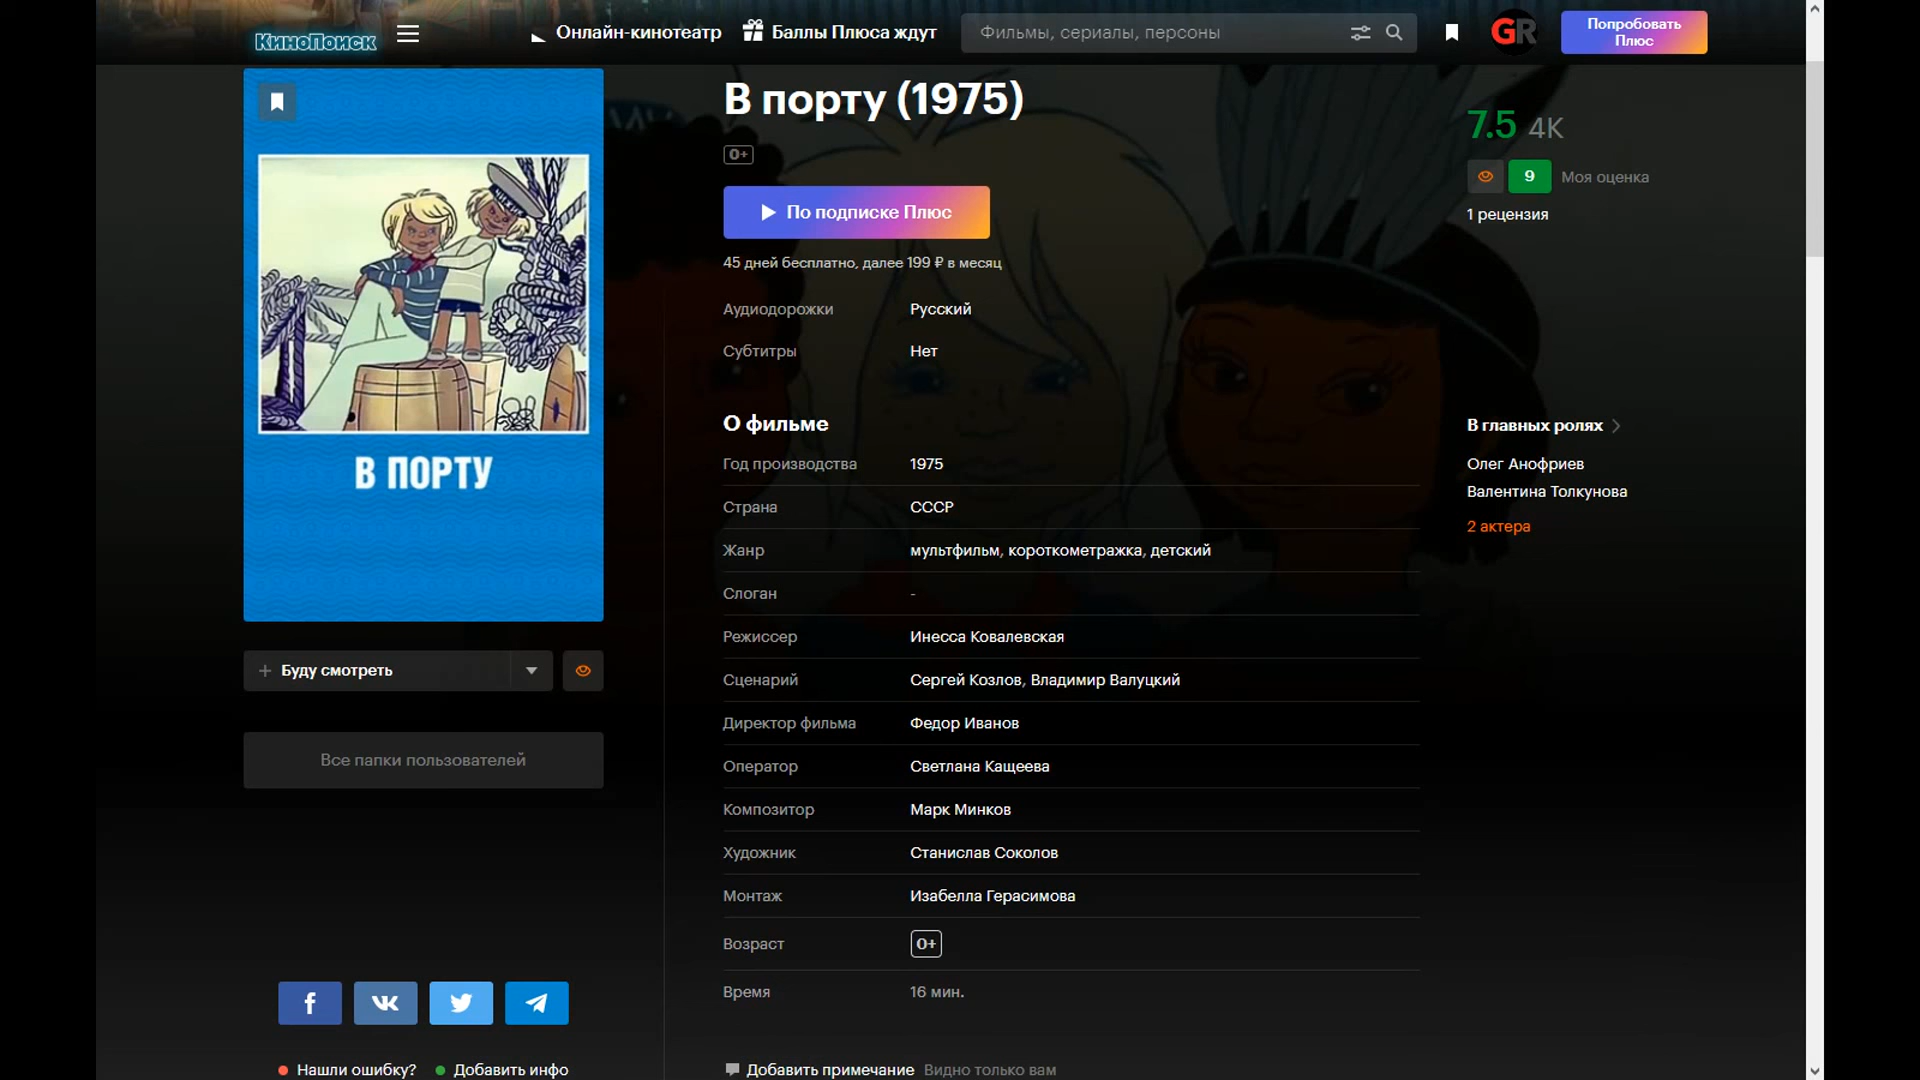 КиноПоиск
Онлайн-кинотеатр
Баллы Плюса ждут
Фильмы, сериалы, персоны
GR
Попробовать
Плюс
В порту (1975)
0+
По подписке Плюс
45 дней бесплатно, далее 199 ₽ в месяц
Аудиодорожки Русский
Субтитры Нет
7.5 4K
9 Моя оценка
1 рецензия
В ПОРТУ
О фильме
Год производства 1975
Страна СССР
Жанр мультфильм, короткометражка, детский
Слоган -
Режиссер Инесса Ковалевская
Сценарий Сергей Козлов, Владимир Валуцкий
Директор фильма Федор Иванов
Оператор Светлана Кащеева
Композитор Марк Минков
Художник Станислав Соколов
Монтаж Изабелла Герасимова
Возраст 0+
Время 16 мин.
В главных ролях
Олег Анофриев
Валентина Толкунова
2 актера
+ Буду смотреть
Все папки пользователей
Нашли ошибку? Добавить инфо
Добавить примечание Видно только вам